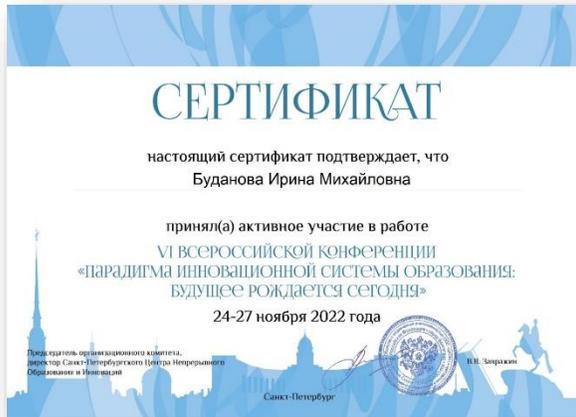 СЕРТИФИКАТ
настоящий сертификат подтверждает, что
Буданова Ирина Михайловна
принял(а) активное участие в работе
VI ВСЕРОССИЙСКОЙ КОНФЕРЕНЦИИ
«ПАРАДИГМА ИННОВАЦИОННОЙ СИСТЕМЫ ОБРАЗОВАНИЯ:
БУДУЩЕЕ РОЖДАЕТСЯ СЕГОДНЯ»
24-27 ноября 2022 года
Председатель организационного комитета,
директор Санкт-Петербургского Центра Непрерывного
Образования и Инноваций
В.Н. Запражин
Санкт-Петербург